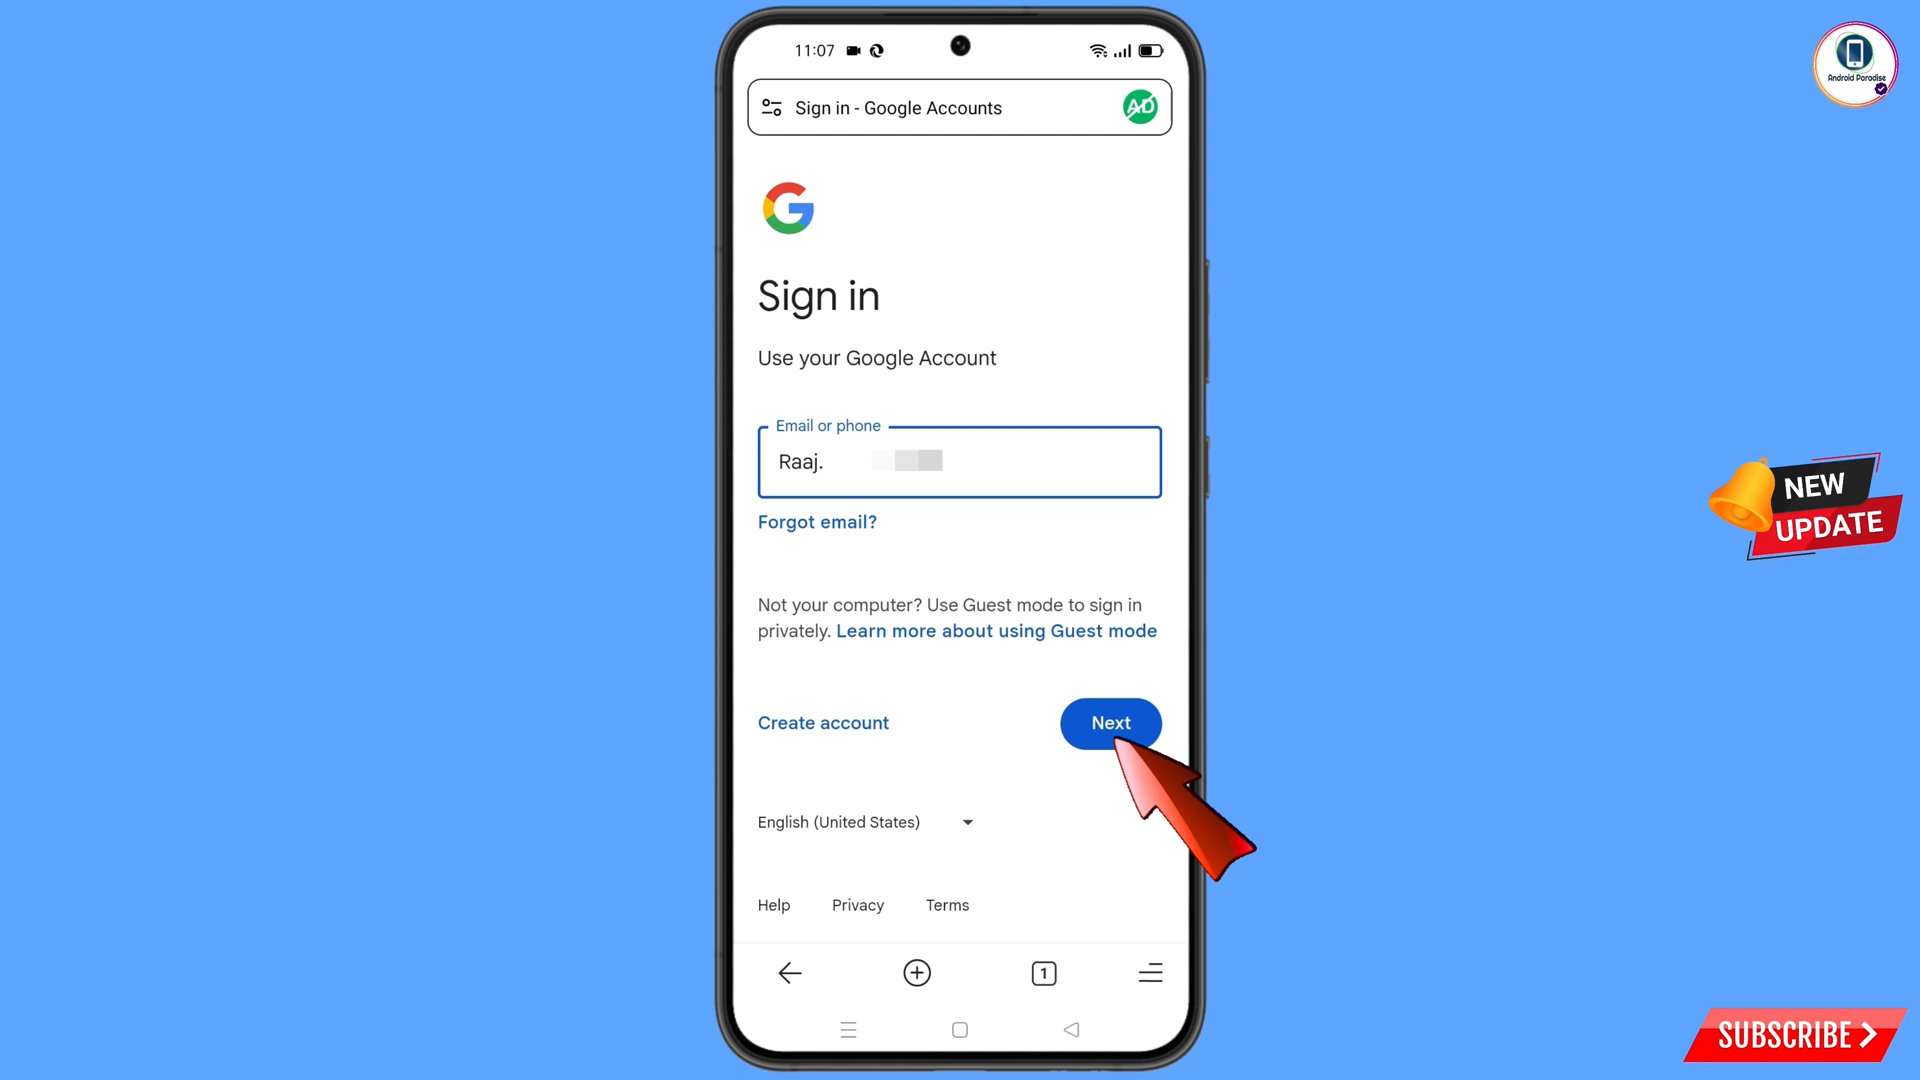 11:07
Sign in - Google Accounts
AD
Android Paradise
G
Sign in
Use your Google Account
Email or phone
Raaj.
Forgot email?
NEW
UPDATE
Not your computer? Use Guest mode to sign in
privately. Learn more about using Guest mode
Create account
Next
English (United States)
Help Privacy Terms
1
SUBSCRIBE